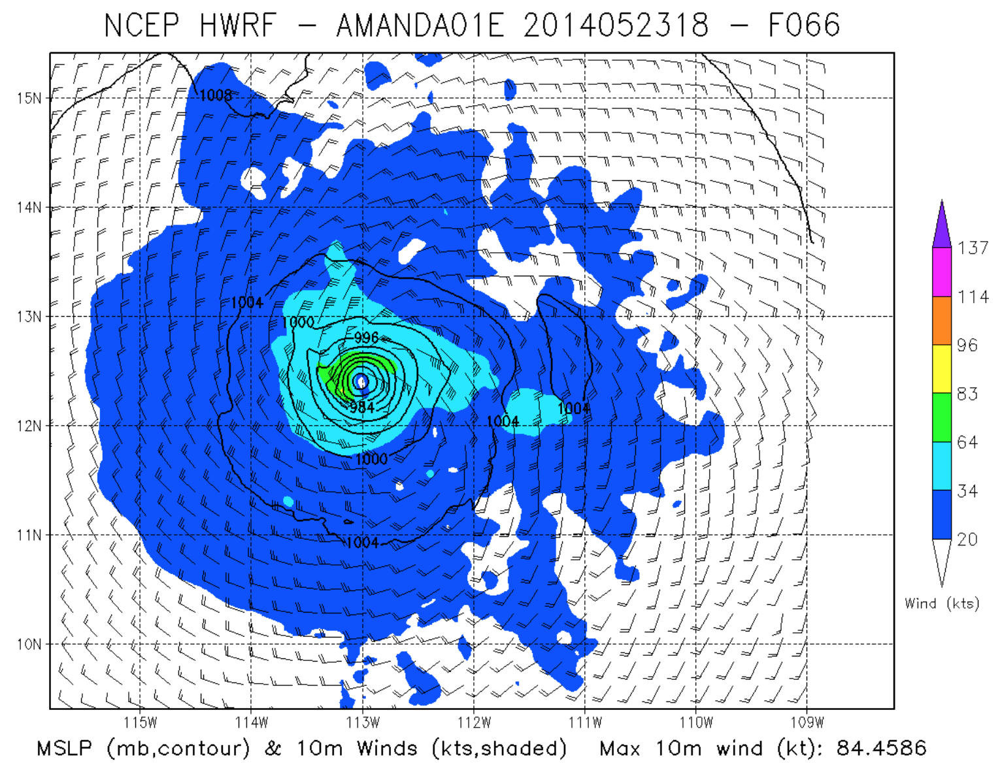 NCEP HWRF – AMANDA01E 2014052318 – F066
15N
14N
13N
12N
11N
10N
1008
1004
1000
996
984
1004
1004
1000
1004
115W 114W 113W 112W 111W 110W 109W
137
114
96
83
64
34
20
Wind (kts)
MSLP (mb,contour) & 10m Winds (kts,shaded) Max 10m wind (kt): 84.4586